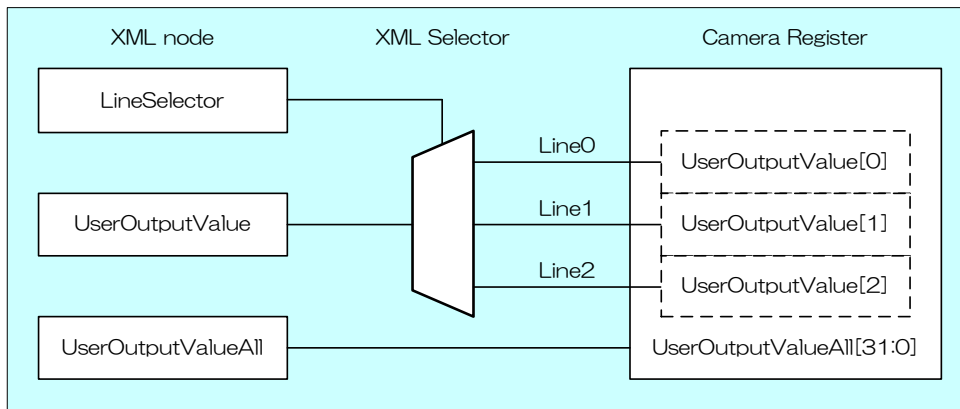 XML node XML Selector Camera Register
LineSelector
Line0 UserOutputValue[0]
UserOutputValue Line1 UserOutputValue[1]
Line2 UserOutputValue[2]
UserOutputValueAll UserOutputValueAll[31:0]